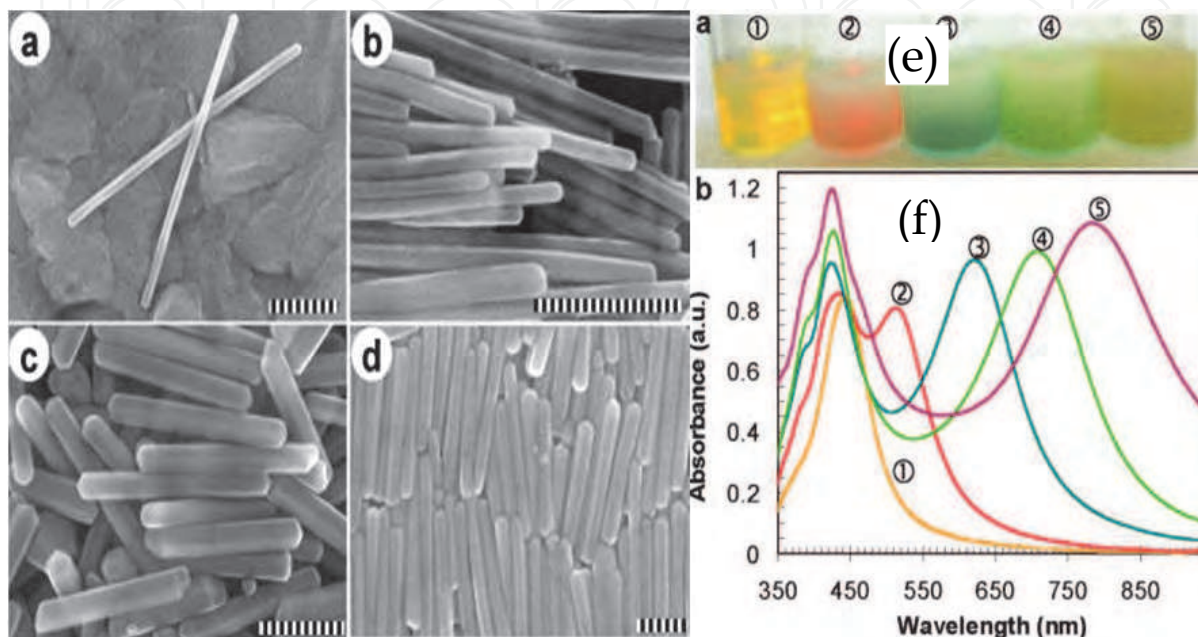 a
b
c
d
a ① ② ③ ④ ⑤
(e)
b
(f)
Absorbance (a.u.)
1.2
1
0.8
0.6
0.4
0.2
0
①
②
③
④
⑤
350 450 550 650 750 850
Wavelength (nm)